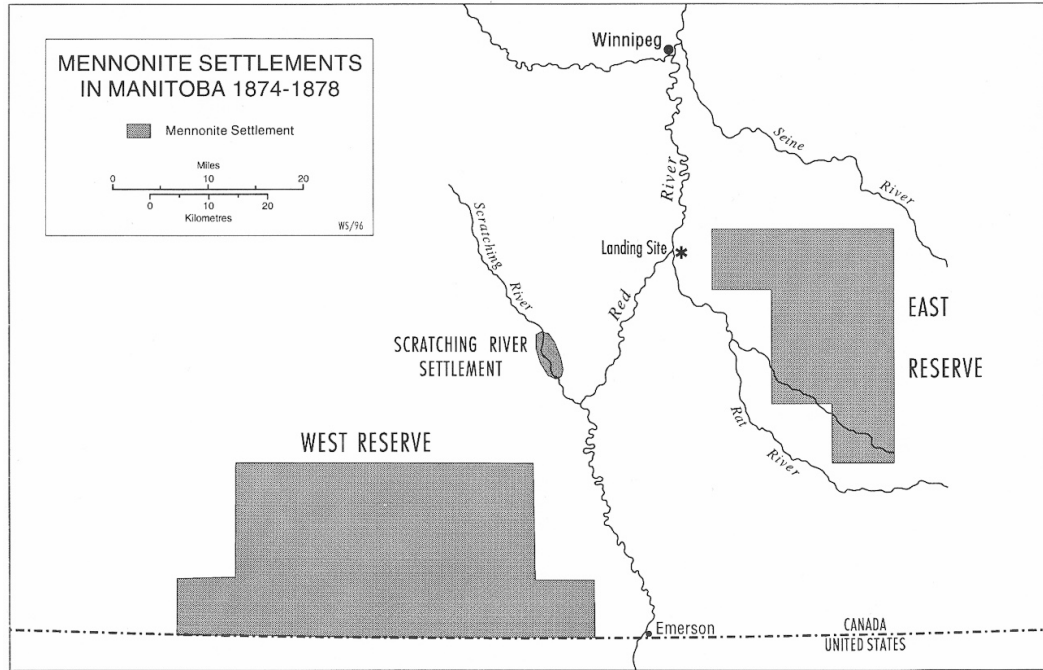 MENNONITE SETTLEMENTS
IN MANITOBA 1874-1878
Mennonite Settlement
Miles
0 10 20
0 10 20
Kilometres
WS/96
Winnipeg
Seine
River
River
Scratching
River
Landing Site
Red
EAST
RESERVE
SCRATCHING RIVER
SETTLEMENT
Rat
River
WEST RESERVE
Emerson
CANADA
UNITED STATES